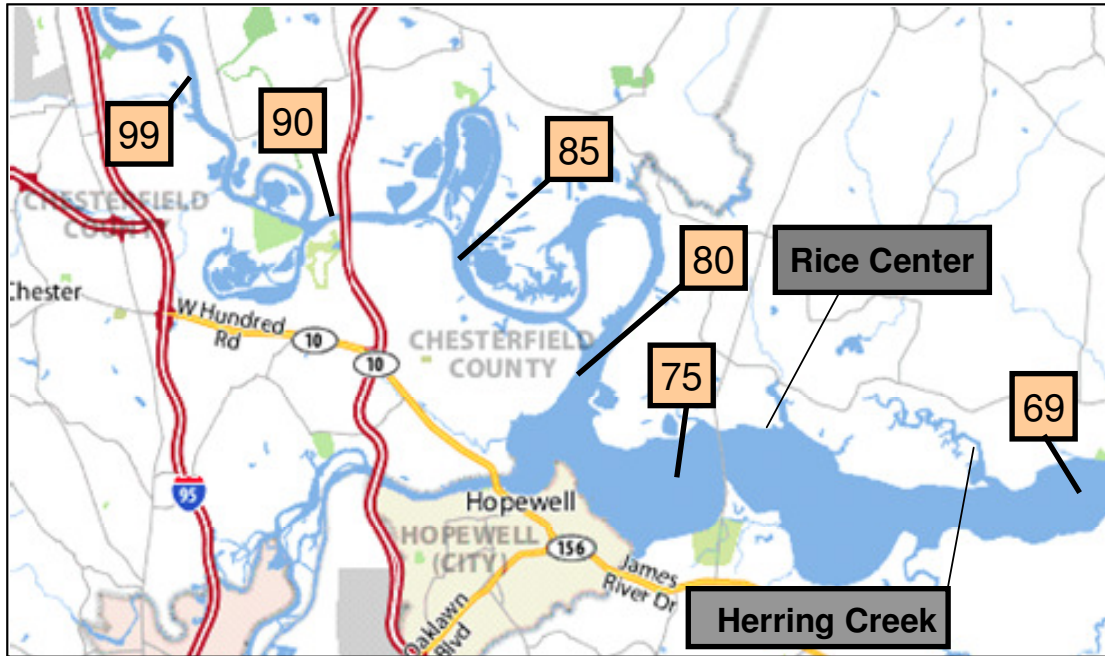 99
90
85
80
Rice Center
75
69
CHESTERFIELD
COUNTY
Chester
W Hundred
Rd
10
10
CHESTERFIELD
COUNTY
95
Hopewell
HOPEWELL
(CITY)
156
James
River Dr
Oaklawn
Blvd
Herring Creek